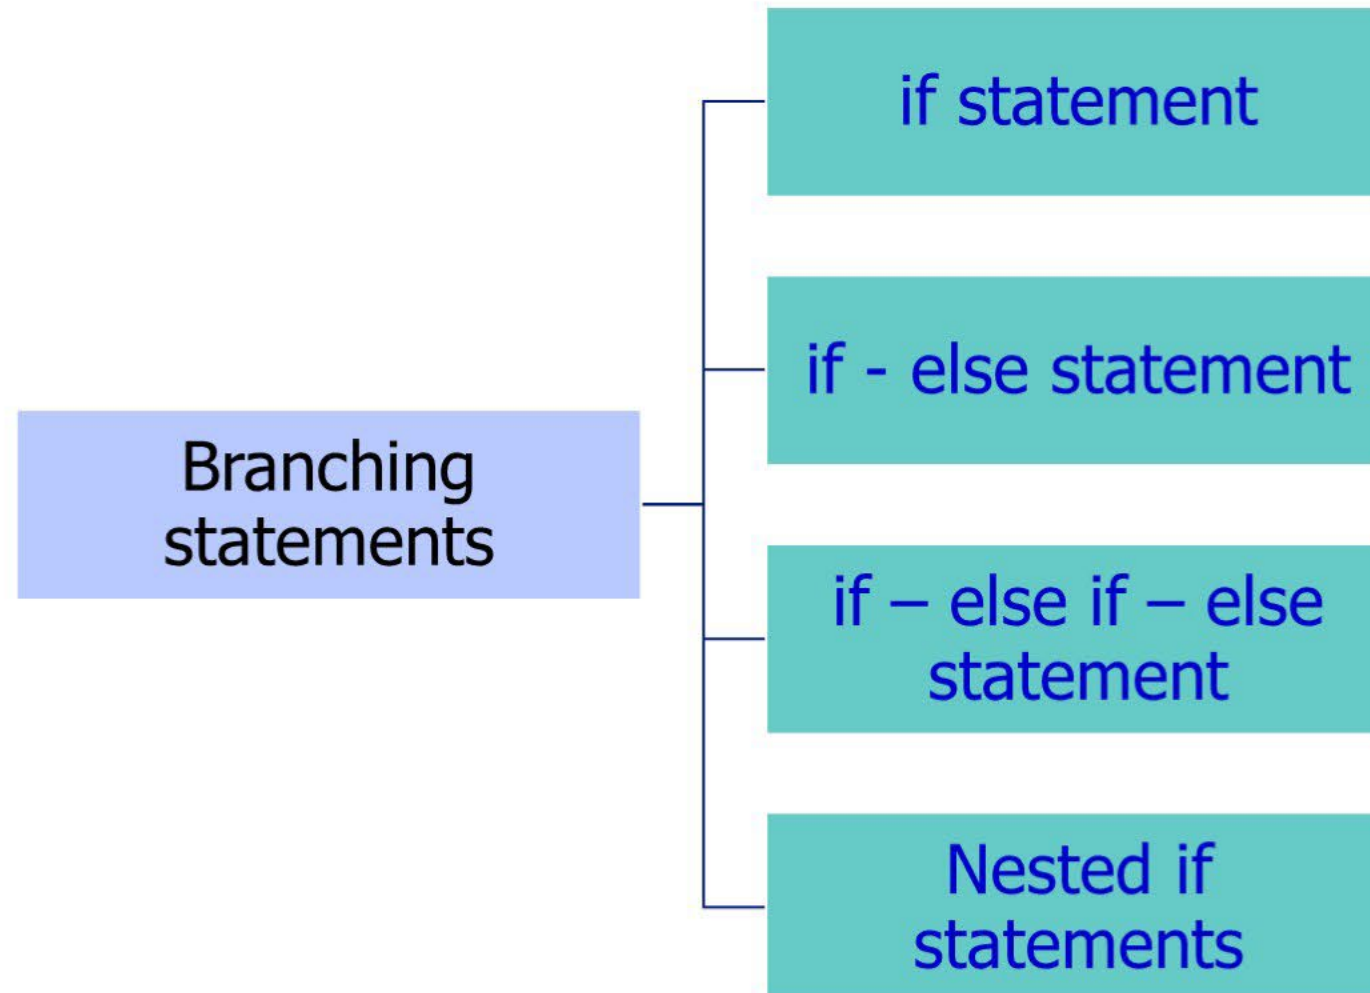 if statement
if - else statement
Branching
statements
if – else if – else
statement
Nested if
statements